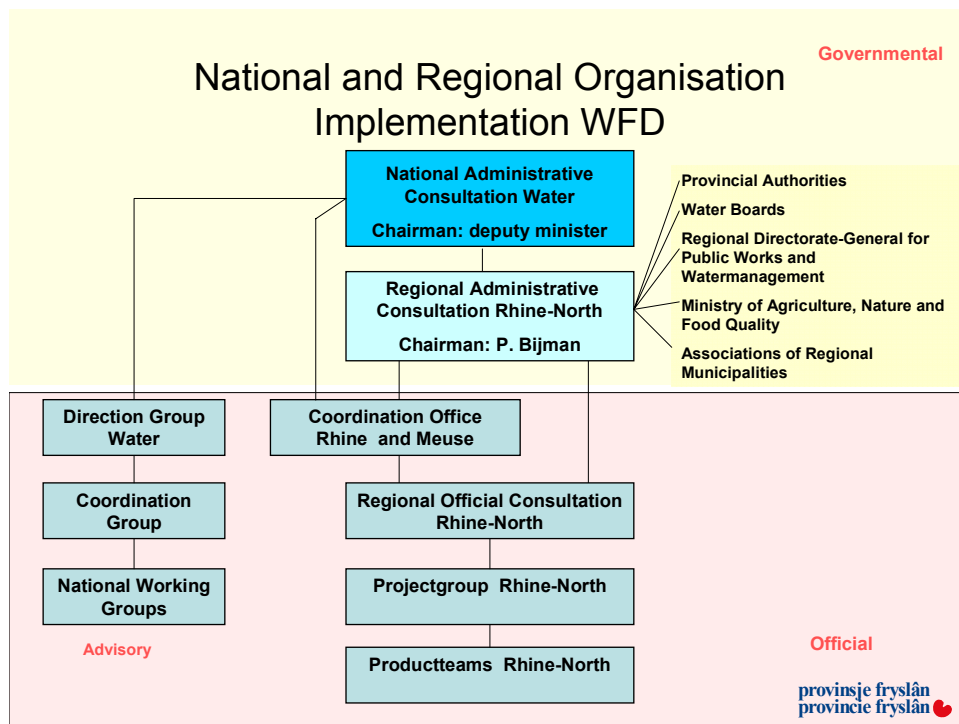 Governmental
National and Regional Organisation
Implementation WFD
National Administrative
Consultation Water
Chairman: deputy minister
Provincial Authorities
Water Boards
Regional Directorate-General for
Public Works and
Watermanagement
Ministry of Agriculture, Nature and
Food Quality
Associations of Regional
Municipalities
Regional Administrative
Consultation Rhine-North
Chairman: P. Bijman
Direction Group
Water
Coordination Office
Rhine and Meuse
Coordination
Group
Regional Official Consultation
Rhine-North
National Working
Groups
Projectgroup Rhine-North
Advisory
Official
Productteams Rhine-North
provinsje fryslân
provincie fryslân